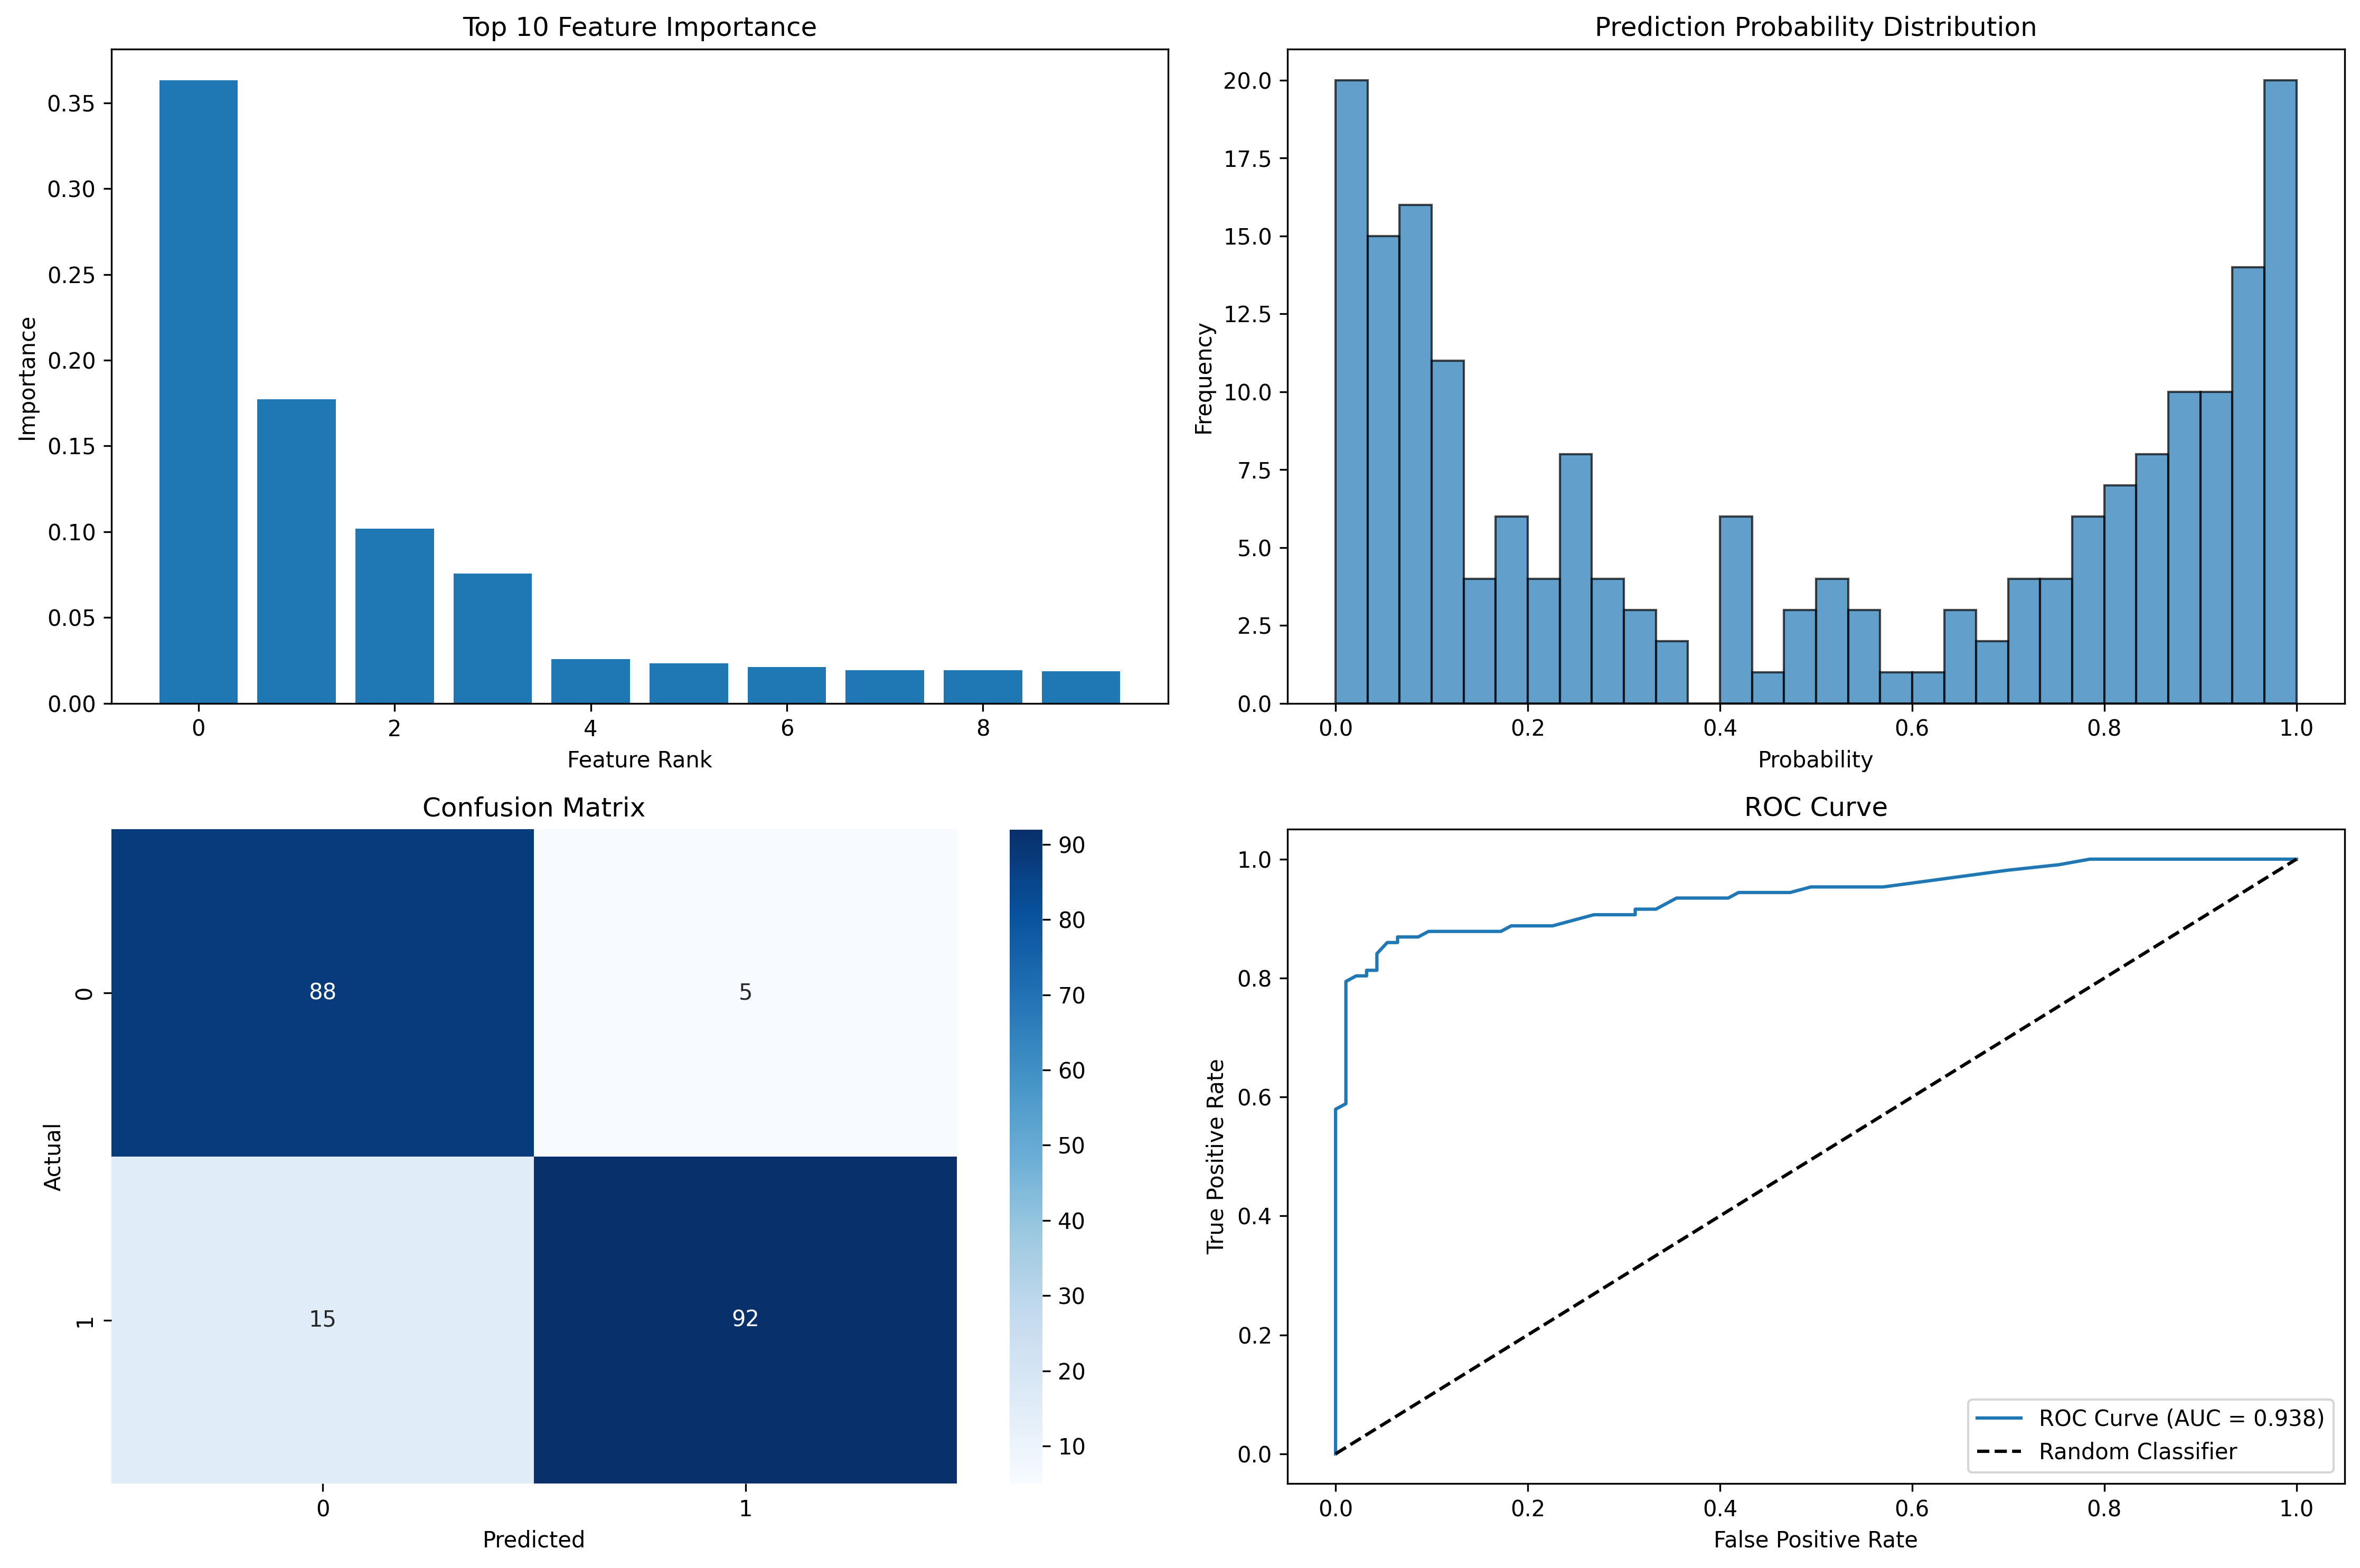 Top 10 Feature Importance
0.35
0.30
0.25
0.20
0.15
0.10
0.05
0.00
Importance
0 2 4 6 8
Feature Rank
Prediction Probability Distribution
20.0
17.5
15.0
12.5
10.0
7.5
5.0
2.5
0.0
Frequency
0.0 0.2 0.4 0.6 0.8 1.0
Probability
Confusion Matrix
0
1
Actual
88 5
15 92
0 1
Predicted
90
80
70
60
50
40
30
20
10
ROC Curve
1.0
0.8
0.6
0.4
0.2
0.0
True Positive Rate
ROC Curve (AUC = 0.938)
Random Classifier
0.0 0.2 0.4 0.6 0.8 1.0
False Positive Rate